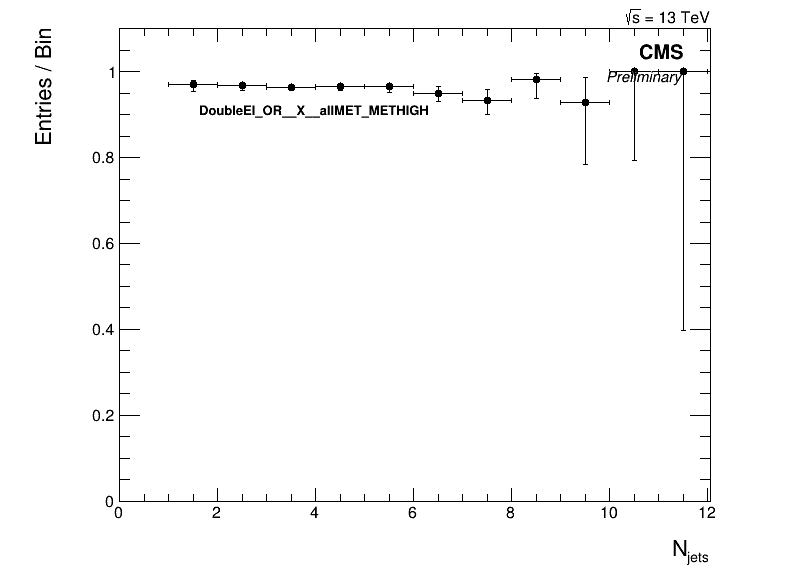 √s = 13 TeV
CMS
Preliminary
Entries / Bin
DoubleEl_OR__X__allMET_METHIGH
1
0.8
0.6
0.4
0.2
0
0 2 4 6 8 10 12
Njets